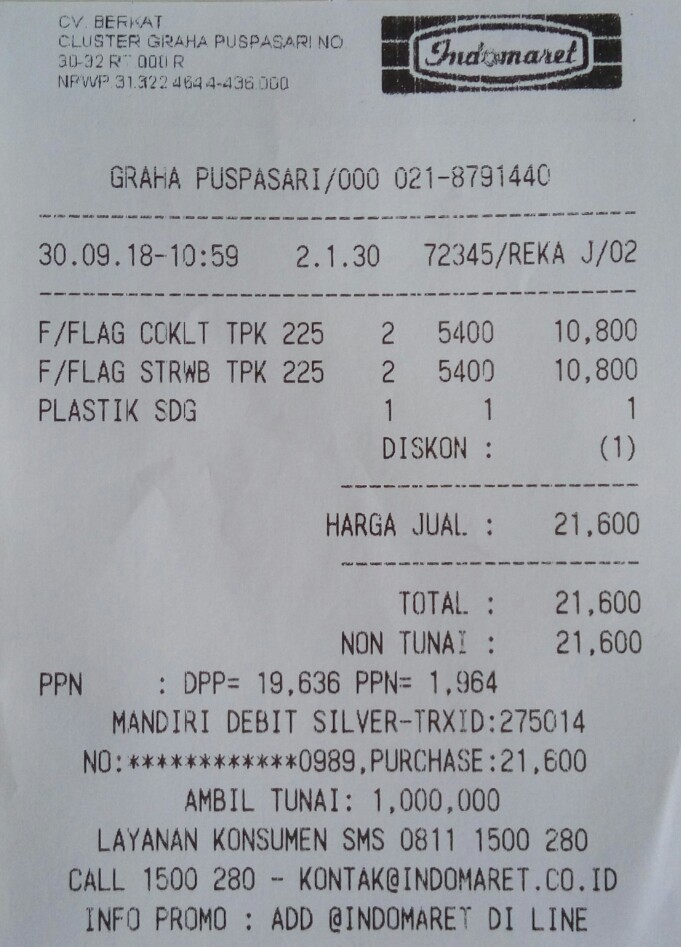 CV. BERKAT
CLUSTER GRAHA PUSPASARI NO
30-32 RT 000 R
NPWP 31.322.464.4-436.000
Indomaret
GRAHA PUSPASARI/000 021-8791440
30.09.18-10:59 2.1.30 72345/REKA J/02
F/FLAG COKLT TPK 225 2 5400 10,800
F/FLAG STRWB TPK 225 2 5400 10,800
PLASTIK SDG 1 1 1
DISKON : (1)
HARGA JUAL : 21,600
TOTAL : 21,600
NON TUNAI : 21,600
PPN : DPP= 19,636 PPN= 1,964
MANDIRI DEBIT SILVER-TRXID:275014
NO:************0989,PURCHASE:21,600
AMBIL TUNAI: 1,000,000
LAYANAN KONSUMEN SMS 0811 1500 280
CALL 1500 280 - KONTAK@INDOMARET.CO.ID
INFO PROMO : ADD @INDOMARET DI LINE